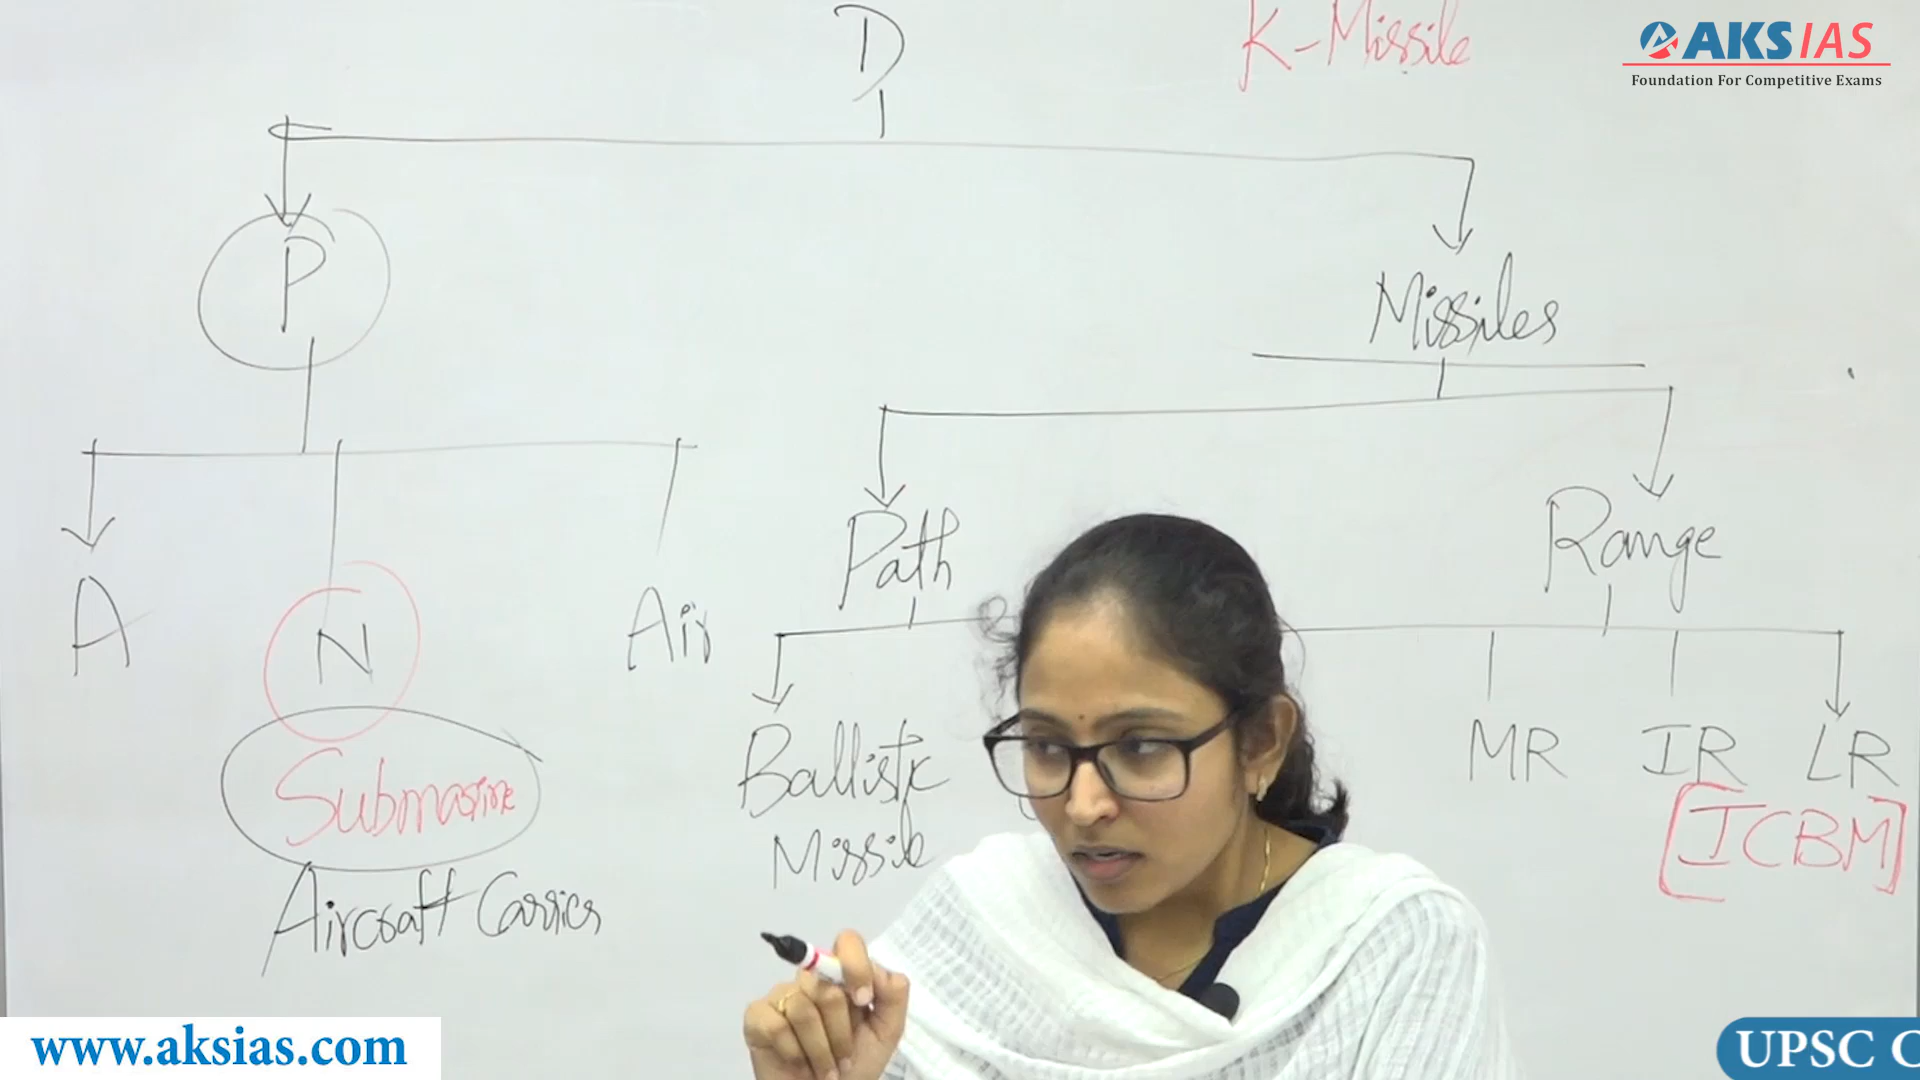 D
K-Missile
AKS IAS
Foundation For Competitive Exams
P
Missiles
Path
Range
A
N
Air
Ballistic
Missile
MR
IR
LR
[ICBM]
Submarine
Aircraft Carrier
www.aksias.com
UPSC C